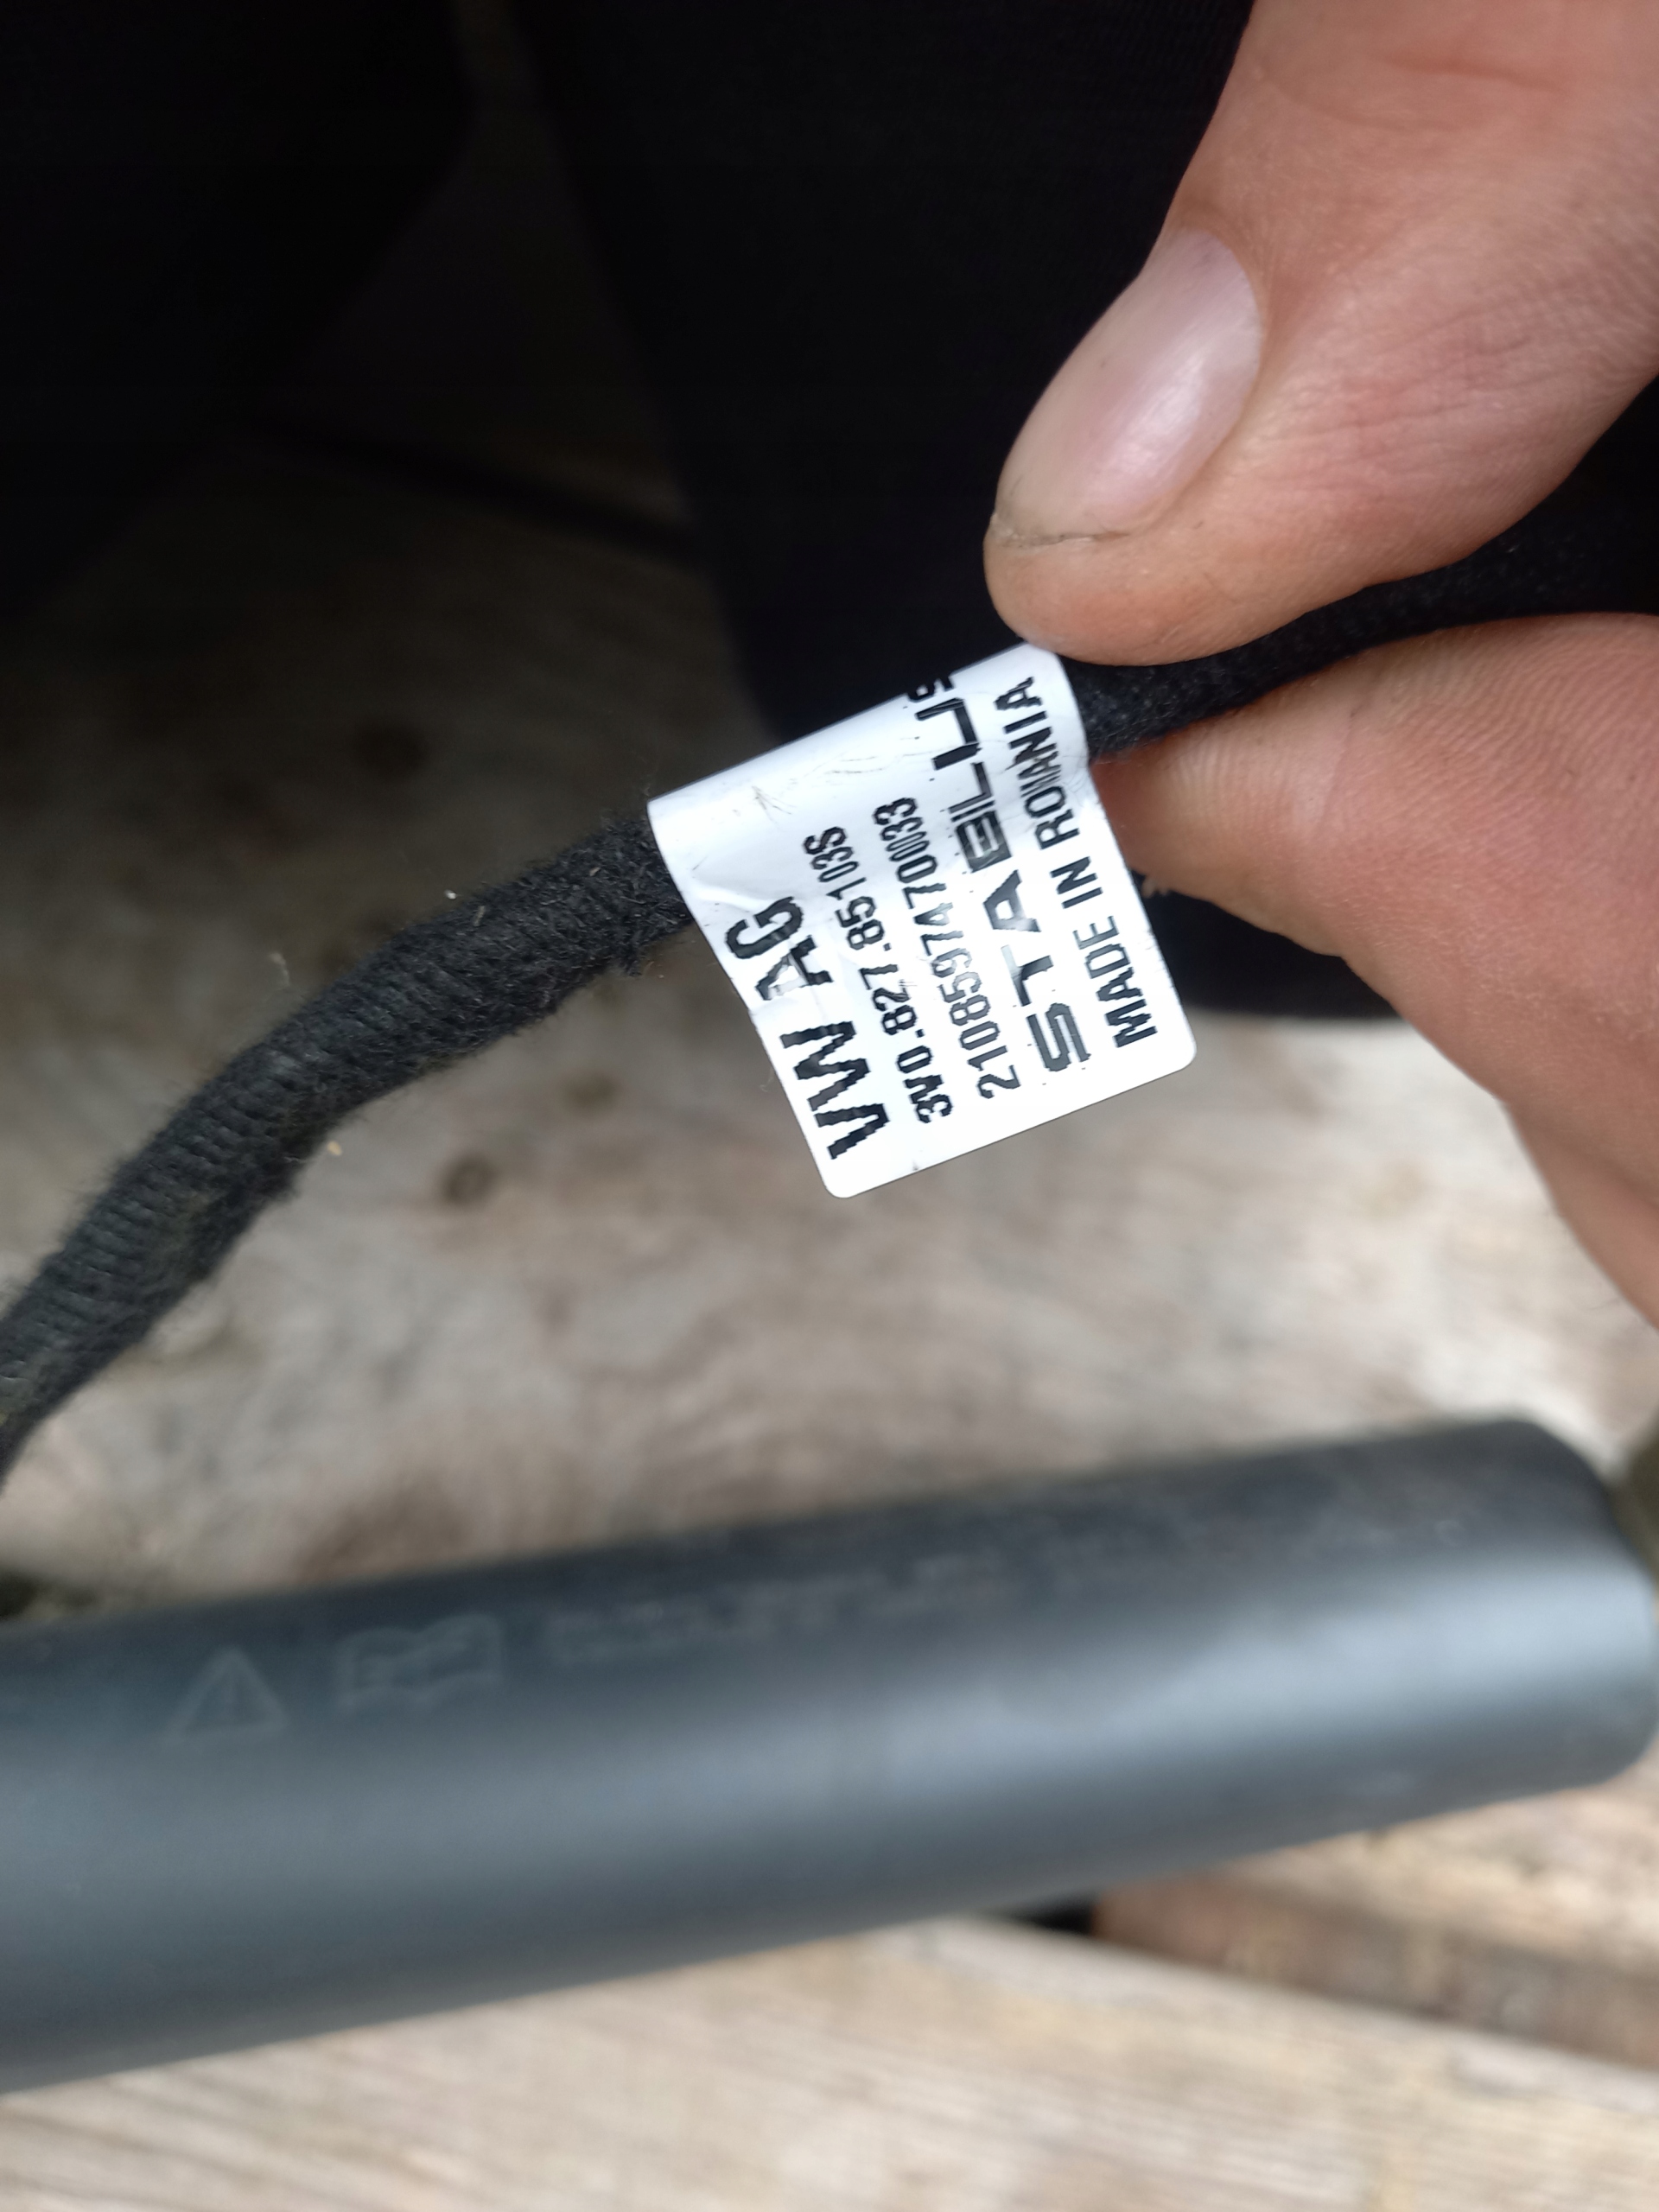 VW AG
3V0.827.851 03S
21085974700033
STABILUS
MADE IN ROMANIA